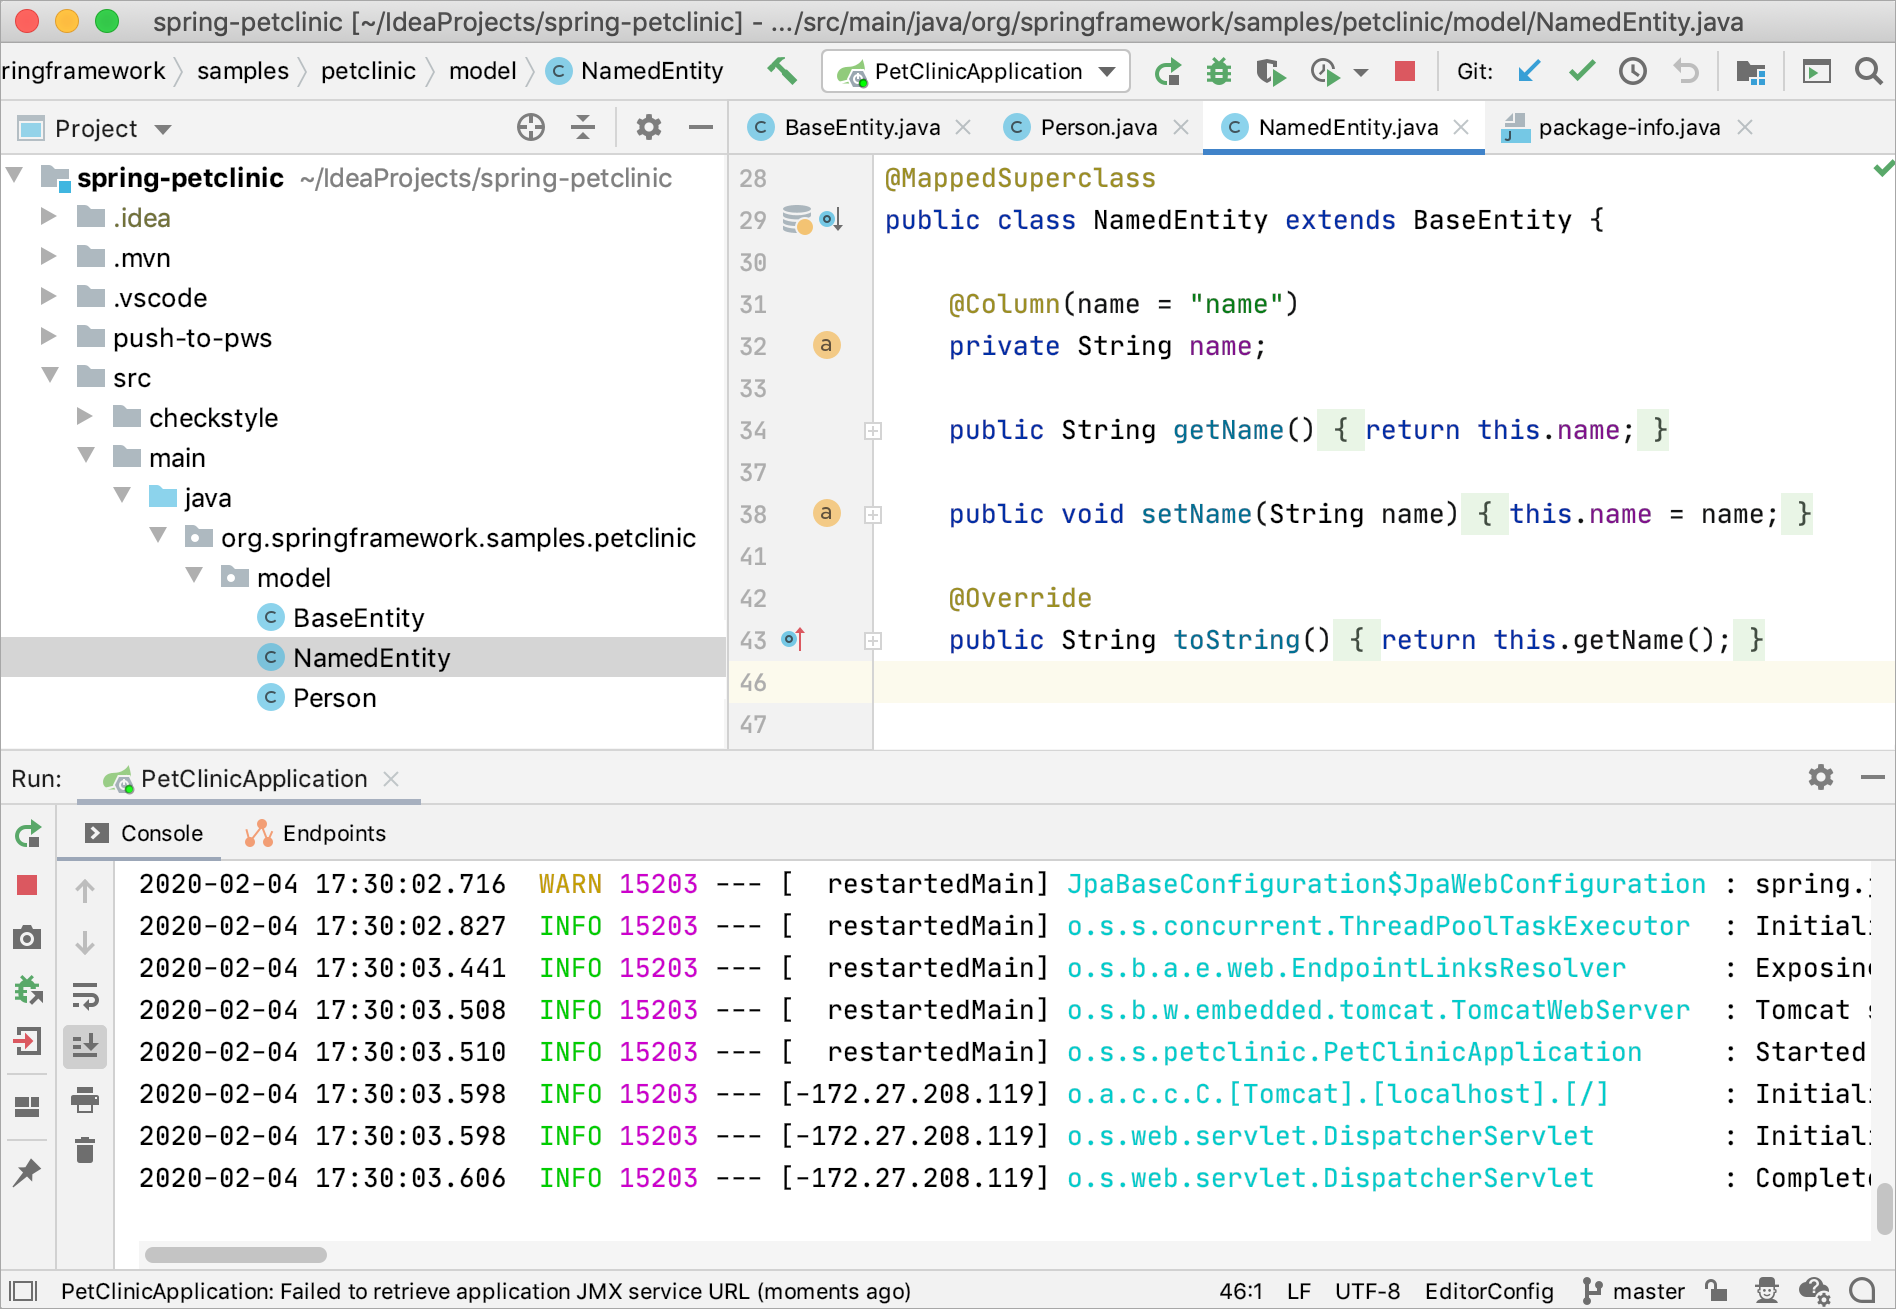 spring-petclinic [~/IdeaProjects/spring-petclinic] - .../src/main/java/org/springframework/samples/petclinic/model/NamedEntity.java
ringframework samples petclinic model C NamedEntity PetClinicApplication Git:
Project
BaseEntity.java Person.java NamedEntity.java package-info.java
spring-petclinic ~/IdeaProjects/spring-petclinic
.idea
.mvn
.vscode
push-to-pws
src
checkstyle
main
java
org.springframework.samples.petclinic
model
C BaseEntity
C NamedEntity
C Person
28 @MappedSuperclass
29 public class NamedEntity extends BaseEntity {
30
31 @Column(name = "name")
32 a private String name;
33
34 public String getName() { return this.name; }
37
38 a public void setName(String name) { this.name = name; }
41
42 @Override
43 public String toString() { return this.getName(); }
46
47
Run: PetClinicApplication
Console Endpoints
2020-02-04 17:30:02.716 WARN 15203 --- [ restartedMain] JpaBaseConfiguration$JpaWebConfiguration : spring.
2020-02-04 17:30:02.827 INFO 15203 --- [ restartedMain] o.s.s.concurrent.ThreadPoolTaskExecutor : Initiali
2020-02-04 17:30:03.441 INFO 15203 --- [ restartedMain] o.s.b.a.e.web.EndpointLinksResolver : Exposin
2020-02-04 17:30:03.508 INFO 15203 --- [ restartedMain] o.s.b.w.embedded.tomcat.TomcatWebServer : Tomcat s
2020-02-04 17:30:03.510 INFO 15203 --- [ restartedMain] o.s.s.petclinic.PetClinicApplication : Started
2020-02-04 17:30:03.598 INFO 15203 --- [-172.27.208.119] o.a.c.c.C.[Tomcat].[localhost].[/] : Initiali
2020-02-04 17:30:03.598 INFO 15203 --- [-172.27.208.119] o.s.web.servlet.DispatcherServlet : Initiali
2020-02-04 17:30:03.606 INFO 15203 --- [-172.27.208.119] o.s.web.servlet.DispatcherServlet : Complete
PetClinicApplication: Failed to retrieve application JMX service URL (moments ago) 46:1 LF UTF-8 EditorConfig master